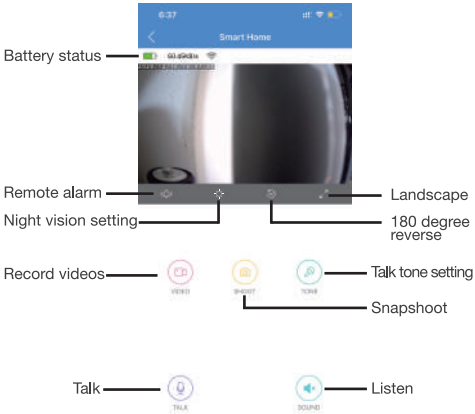 6:37
Smart Home
Battery status
Remote alarm
Landscape
Night vision setting
180 degree
reverse
Record videos
Talk tone setting
VIDEO
SHOOT
TONE
Snapshoot
Talk
Listen
TALK
SOUND